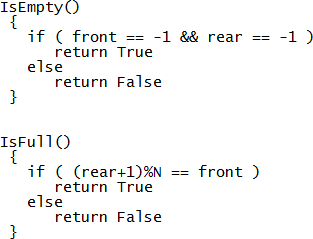 IsEmpty()
{
if ( front == -1 && rear == -1 )
return True
else
return False
}
IsFull()
{
if ( (rear+1)%N == front )
return True
else
return False
}